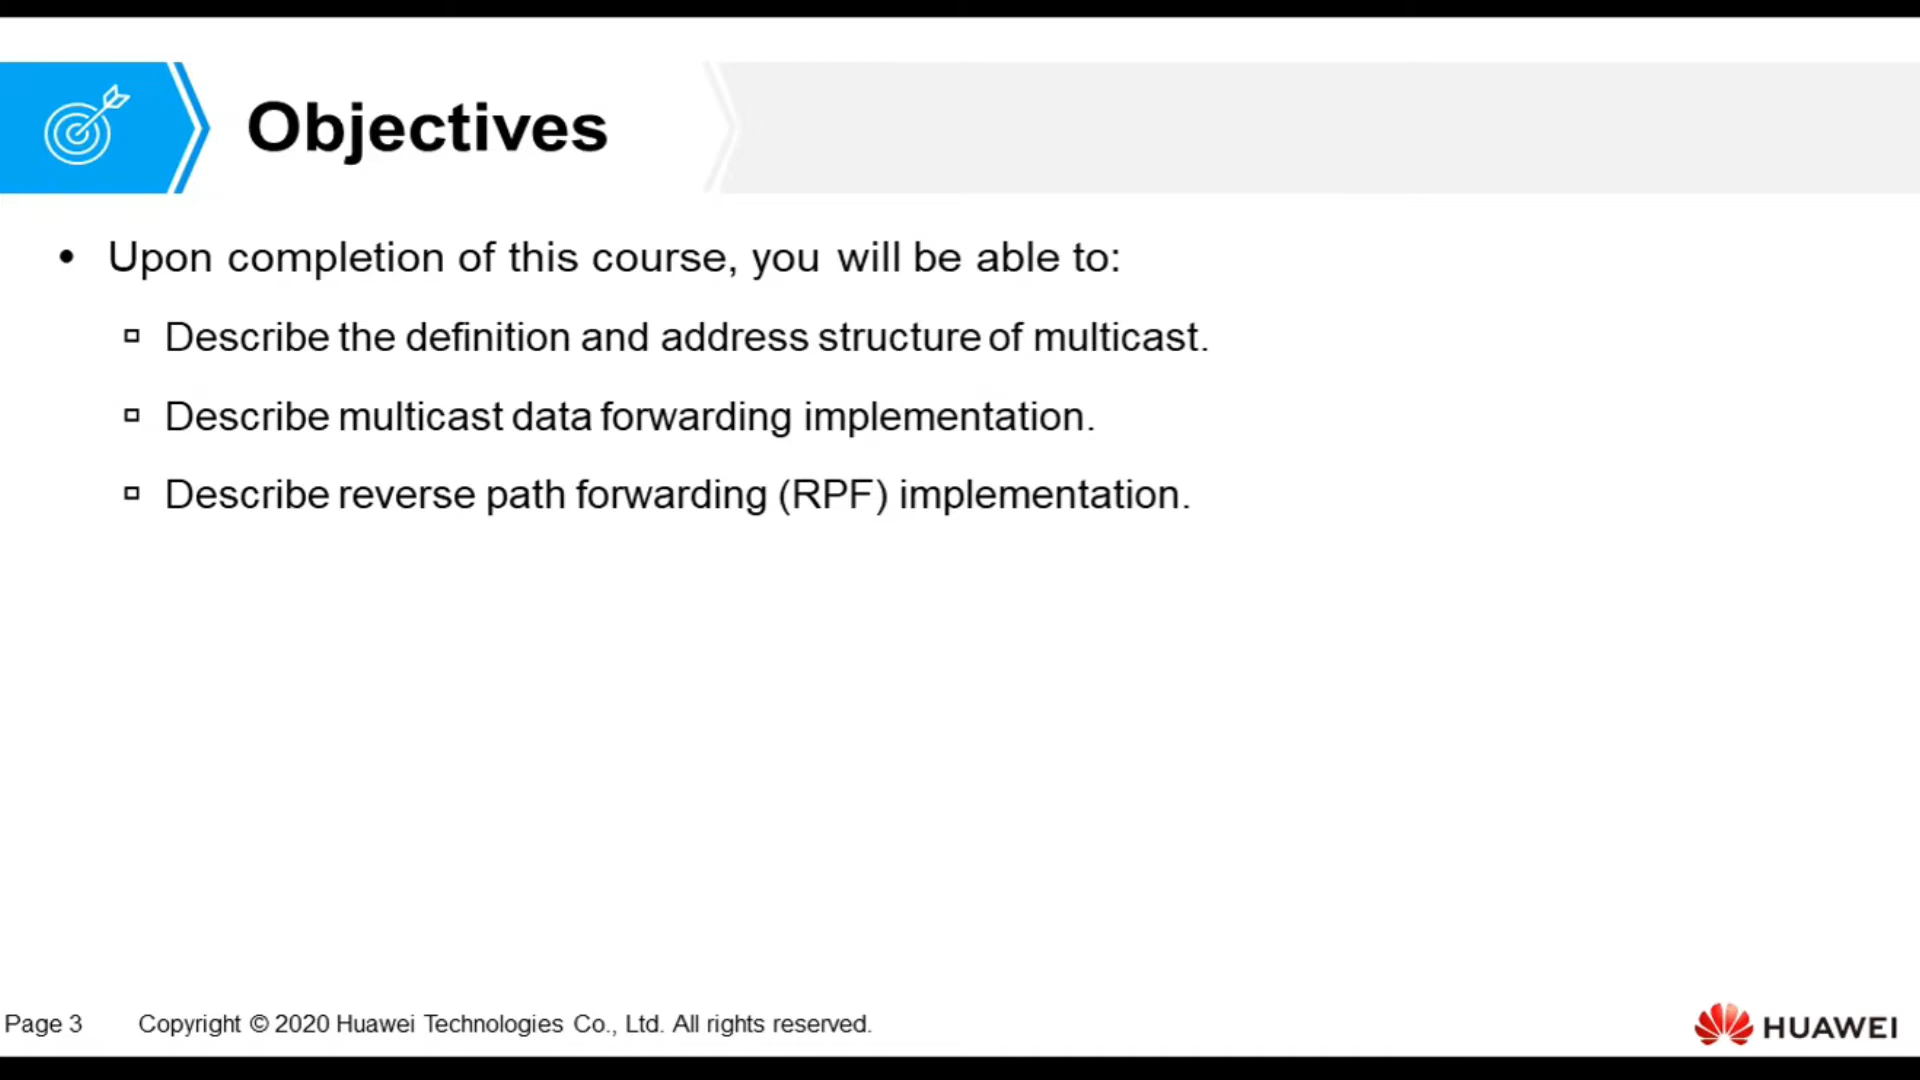 Objectives
• Upon completion of this course, you will be able to:
▫ Describe the definition and address structure of multicast.
▫ Describe multicast data forwarding implementation.
▫ Describe reverse path forwarding (RPF) implementation.
Page 3 Copyright © 2020 Huawei Technologies Co., Ltd. All rights reserved.
HUAWEI